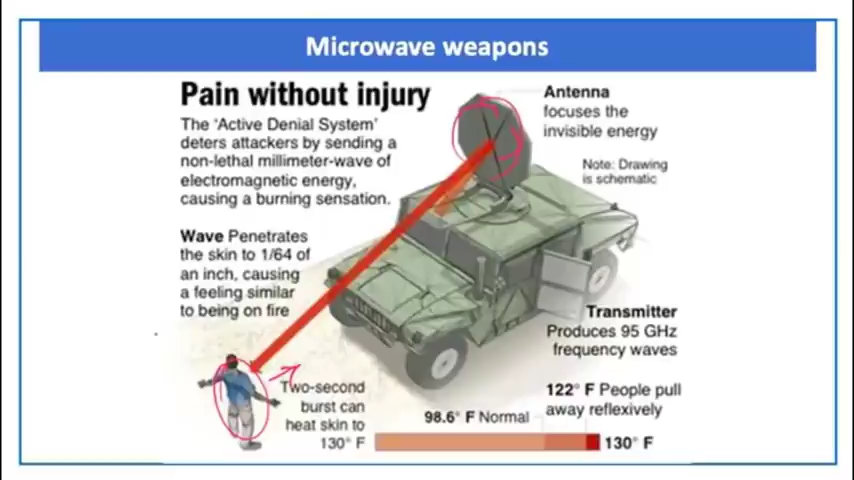 Microwave weapons
Pain without injury
The 'Active Denial System'
deters attackers by sending a
non-lethal millimeter-wave of
electromagnetic energy,
causing a burning sensation.
Wave Penetrates
the skin to 1/64 of
an inch, causing
a feeling similar
to being on fire
Antenna
focuses the
invisible energy
Note: Drawing
is schematic
Transmitter
Produces 95 GHz
frequency waves
Two-second
burst can
heat skin to
130° F
98.6° F Normal
122° F People pull
away reflexively
130° F